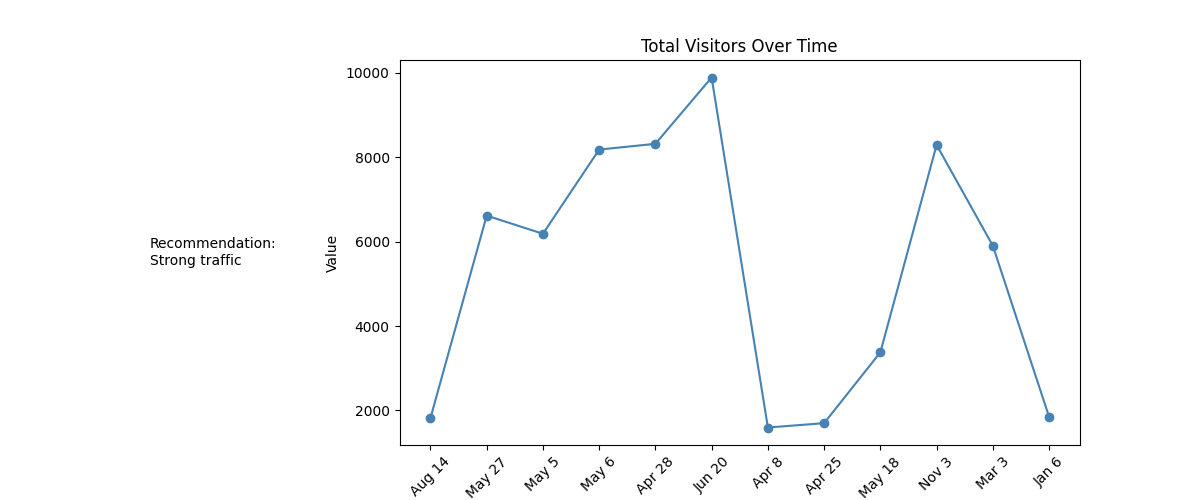 Total Visitors Over Time
Recommendation:
Strong traffic
Value
10000
8000
6000
4000
2000
Aug 14
May 27
May 5
May 6
Apr 28
Jun 20
Apr 8
Apr 25
May 18
Nov 3
Mar 3
Jan 6